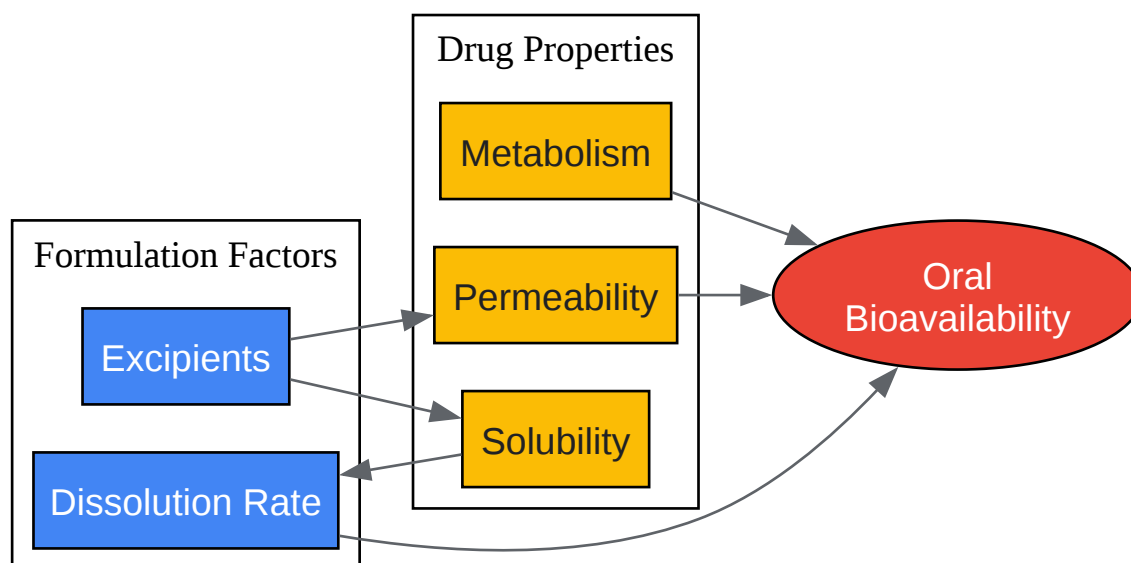 Drug Properties
Metabolism
Formulation Factors
Permeability
Oral
Bioavailability
Excipients
Solubility
Dissolution Rate